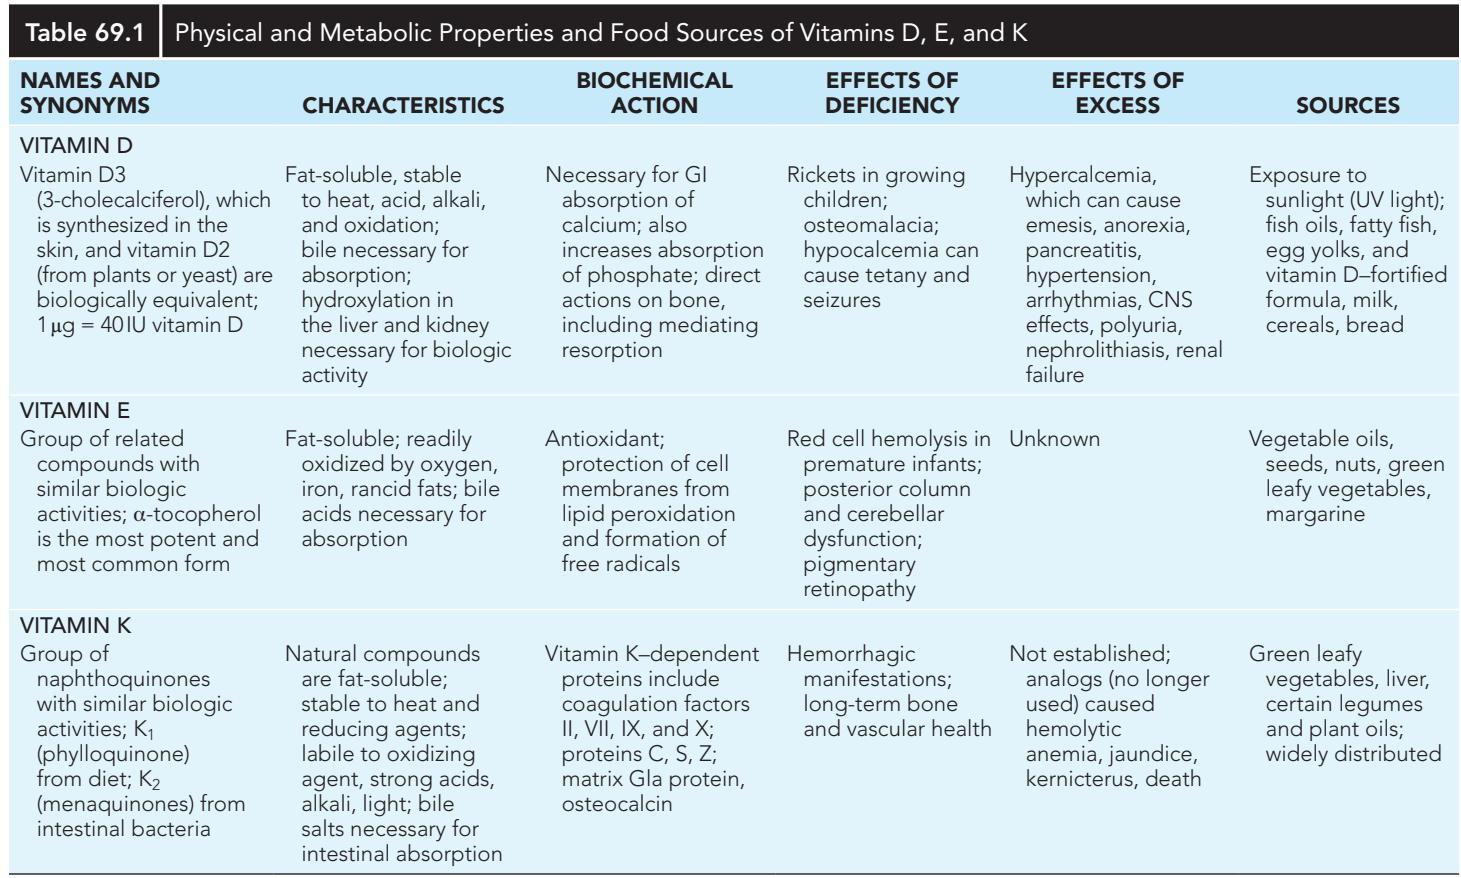 Table 69.1 Physical and Metabolic Properties and Food Sources of Vitamins D, E, and K
NAMES AND
SYNONYMS
CHARACTERISTICS
BIOCHEMICAL
ACTION
EFFECTS OF
DEFICIENCY
EFFECTS OF
EXCESS
SOURCES
VITAMIN D
Vitamin D3
(3-cholecalciferol), which
is synthesized in the
skin, and vitamin D2
(from plants or yeast) are
biologically equivalent;
1 μg = 40 IU vitamin D
Fat-soluble, stable
to heat, acid, alkali,
and oxidation;
bile necessary for
absorption;
hydroxylation in
the liver and kidney
necessary for biologic
activity
Necessary for GI
absorption of
calcium; also
increases absorption
of phosphate; direct
actions on bone,
including mediating
resorption
Rickets in growing
children;
osteomalacia;
hypocalcemia can
cause tetany and
seizures
Hypercalcemia,
which can cause
emesis, anorexia,
pancreatitis,
hypertension,
arrhythmias, CNS
effects, polyuria,
nephrolithiasis, renal
failure
Exposure to
sunlight (UV light);
fish oils, fatty fish,
egg yolks, and
vitamin D–fortified
formula, milk,
cereals, bread
VITAMIN E
Group of related
compounds with
similar biologic
activities; α-tocopherol
is the most potent and
most common form
Fat-soluble; readily
oxidized by oxygen,
iron, rancid fats; bile
acids necessary for
absorption
Antioxidant;
protection of cell
membranes from
lipid peroxidation
and formation of
free radicals
Red cell hemolysis in
premature infants;
posterior column
and cerebellar
dysfunction;
pigmentary
retinopathy
Unknown
Vegetable oils,
seeds, nuts, green
leafy vegetables,
margarine
VITAMIN K
Group of
naphthoquinones
with similar biologic
activities; K₁
(phylloquinone)
from diet; K₂
(menaquinones) from
intestinal bacteria
Natural compounds
are fat-soluble;
stable to heat and
reducing agents;
labile to oxidizing
agent, strong acids,
alkali, light; bile
salts necessary for
intestinal absorption
Vitamin K–dependent
proteins include
coagulation factors
II, VII, IX, and X;
proteins C, S, Z;
matrix Gla protein,
osteocalcin
Hemorrhagic
manifestations;
long-term bone
and vascular health
Not established;
analogs (no longer
used) caused
hemolytic
anemia, jaundice,
kernicterus, death
Green leafy
vegetables, liver,
certain legumes
and plant oils;
widely distributed